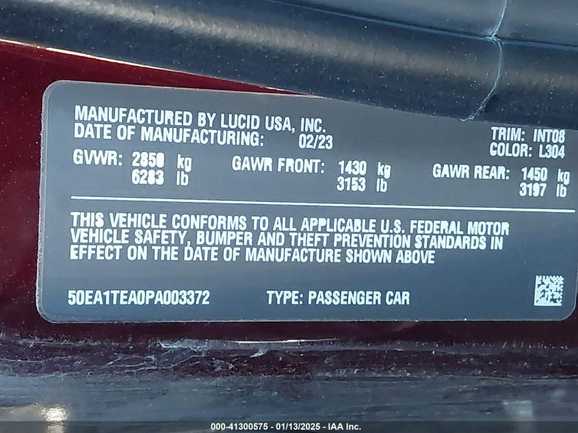 MANUFACTURED BY LUCID USA, INC.
DATE OF MANUFACTURING: 02/23 TRIM: INT08
COLOR: L304
GVWR: 2850 kg GAWR FRONT: 1430 kg GAWR REAR: 1450 kg
6283 lb 3153 lb 3197 lb
THIS VEHICLE CONFORMS TO ALL APPLICABLE U.S. FEDERAL MOTOR
VEHICLE SAFETY, BUMPER AND THEFT PREVENTION STANDARDS IN
EFFECT ON THE DATE OF MANUFACTURE SHOWN ABOVE
50EA1TEA0PA003372 TYPE: PASSENGER CAR
000-41300575 - 01/13/2025 - IAA Inc.